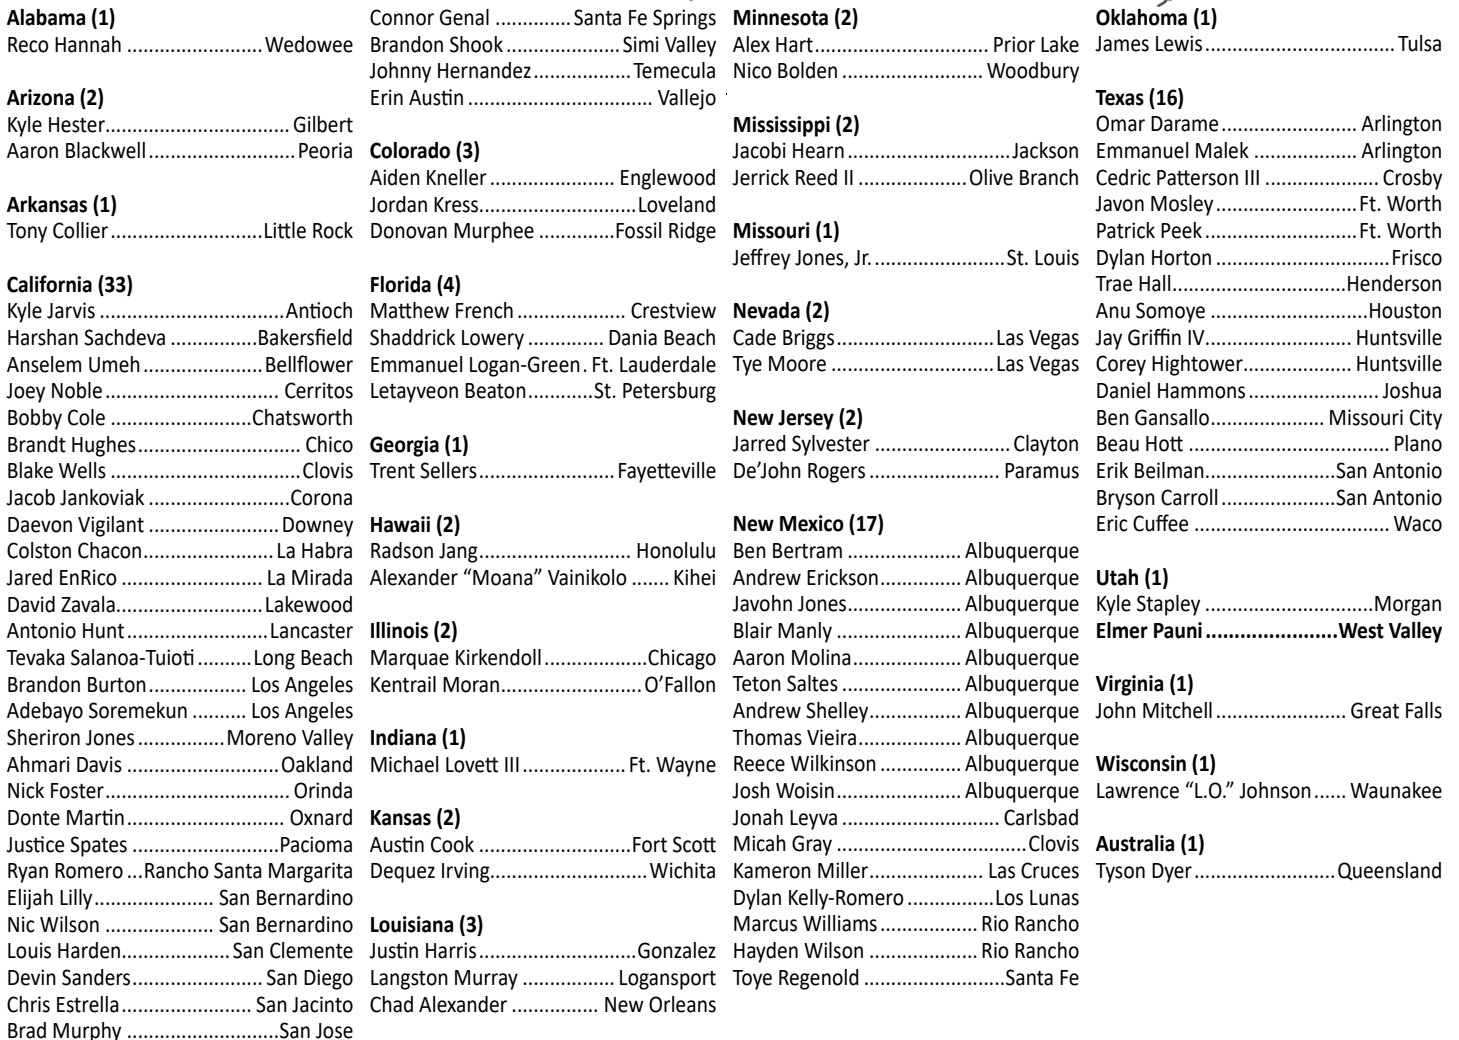 Alabama (1)
Reco Hannah ........................Wedowee
Arizona (2)
Kyle Hester................................ Gilbert
Aaron Blackwell..........................Peoria
Arkansas (1)
Tony Collier ...........................Little Rock
California (33)
Kyle Jarvis .................................Antioch
Harshan Sachdeva ...............Bakersfield
Anselem Umeh.....................Bellflower
Joey Noble............................... Cerritos
Bobby Cole .........................Chatsworth
Brandt Hughes............................ Chico
Blake Wells .................................Clovis
Jacob Jankoviak .........................Corona
Daevon Vigilant ....................... Downey
Colston Chacon....................... La Habra
Jared EnRico .......................... La Mirada
David Zavala..........................Lakewood
Antonio Hunt.........................Lancaster
Tevaka Salanoa-Tuioti ..........Long Beach
Brandon Burton................. Los Angeles
Adebayo Soremekun .......... Los Angeles
Sheriron Jones ...............Moreno Valley
Ahmari Davis ...........................Oakland
Nick Foster................................. Orinda
Donte Martin............................ Oxnard
Justice Spates ..........................Pacioma
Ryan Romero ...Rancho Santa Margarita
Elijah Lilly..................... San Bernardino
Nic Wilson ................... San Bernardino
Louis Harden...................San Clemente
Devin Sanders....................... San Diego
Chris Estrella........................ San Jacinto
Brad Murphy ...........................San Jose
Connor Genal .............Santa Fe Springs
Brandon Shook.....................Simi Valley
Johnny Hernandez.................Temecula
Erin Austin ................................ Vallejo
Colorado (3)
Aiden Kneller ...................... Englewood
Jordan Kress...........................Loveland
Donovan Murphee .............Fossil Ridge
Florida (4)
Matthew French ................... Crestview
Shaddrick Lowery ............. Dania Beach
Emmanuel Logan-Green. Ft. Lauderdale
Letayveon Beaton............St. Petersburg
Georgia (1)
Trent Sellers........................ Fayetteville
Hawaii (2)
Radson Jang.......................... Honolulu
Alexander “Moana” Vainikolo ....... Kihei
Illinois (2)
Marquae Kirkendoll..................Chicago
Kentrail Moran........................O’Fallon
Indiana (1)
Michael Lovett III.................. Ft. Wayne
Kansas (2)
Austin Cook ...........................Fort Scott
Dequez Irving............................Wichita
Louisiana (3)
Justin Harris...........................Gonzalez
Langston Murray ................ Logansport
Chad Alexander ............... New Orleans
Minnesota (2)
Alex Hart.............................. Prior Lake
Nico Bolden ........................ Woodbury
Mississippi (2)
Jacobi Hearn............................Jackson
Jerrick Reed II ....................Olive Branch
Missouri (1)
Jeffrey Jones, Jr. ......................St. Louis
Nevada (2)
Cade Briggs...........................Las Vegas
Tye Moore ............................Las Vegas
New Jersey (2)
Jarred Sylvester ........................ Clayton
De’John Rogers ....................... Paramus
New Mexico (17)
Ben Bertram .................... Albuquerque
Andrew Erickson............... Albuquerque
Javohn Jones.................... Albuquerque
Blair Manly ....................... Albuquerque
Aaron Molina................... Albuquerque
Teton Saltes ..................... Albuquerque
Andrew Shelley................ Albuquerque
Thomas Vieira.................. Albuquerque
Reece Wilkinson .............. Albuquerque
Josh Woisin...................... Albuquerque
Jonah Leyva ........................... Carlsbad
Micah Gray .................................Clovis
Kameron Miller.................... Las Cruces
Dylan Kelly-Romero ...............Los Lunas
Marcus Williams................. Rio Rancho
Hayden Wilson ................... Rio Rancho
Toye Regenold ........................Santa Fe
Oklahoma (1)
James Lewis................................. Tulsa
Texas (16)
Omar Darame....................... Arlington
Emmanuel Malek ................. Arlington
Cedric Patterson III .................... Crosby
Javon Mosley........................Ft. Worth
Patrick Peek..........................Ft. Worth
Dylan Horton ..............................Frisco
Trae Hall..............................Henderson
Anu Somoye ...........................Houston
Jay Griffin IV......................... Huntsville
Corey Hightower.................. Huntsville
Daniel Hammons...................... Joshua
Ben Gansallo................... Missouri City
Beau Hott ................................... Plano
Erik Beilman......................San Antonio
Bryson Carroll...................San Antonio
Eric Cuffee ................................. Waco
Utah (1)
Kyle Stapley .............................Morgan
Elmer Pauni.......................West Valley
Virginia (1)
John Mitchell...................... Great Falls
Wisconsin (1)
Lawrence “L.O.” Johnson...... Waunakee
Australia (1)
Tyson Dyer........................Queensland